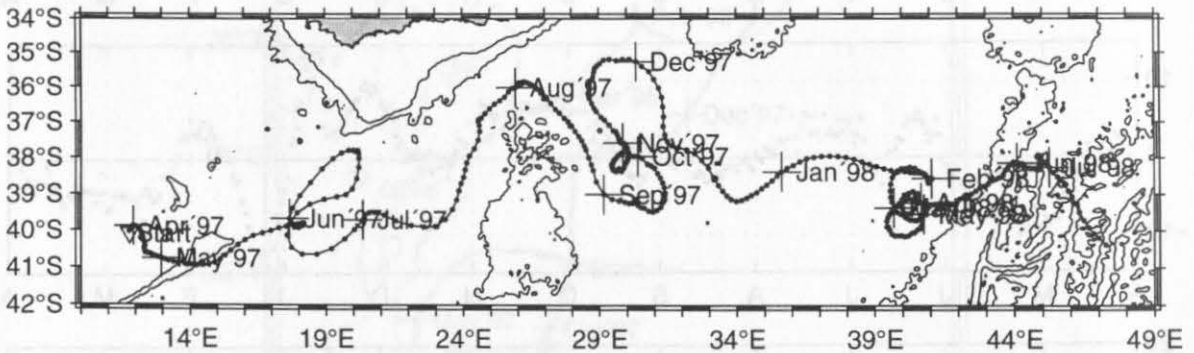 34°S
35°S
36°S
37°S
38°S
39°S
40°S
41°S
42°S
Dec '97
Aug '97
Nov '97
Oct '97
Sep '97
Jan '98
Feb '98
Jun '97
Jul '97
Apr '97
Start
May '97
May '98
14°E
19°E
24°E
29°E
34°E
39°E
44°E
49°E